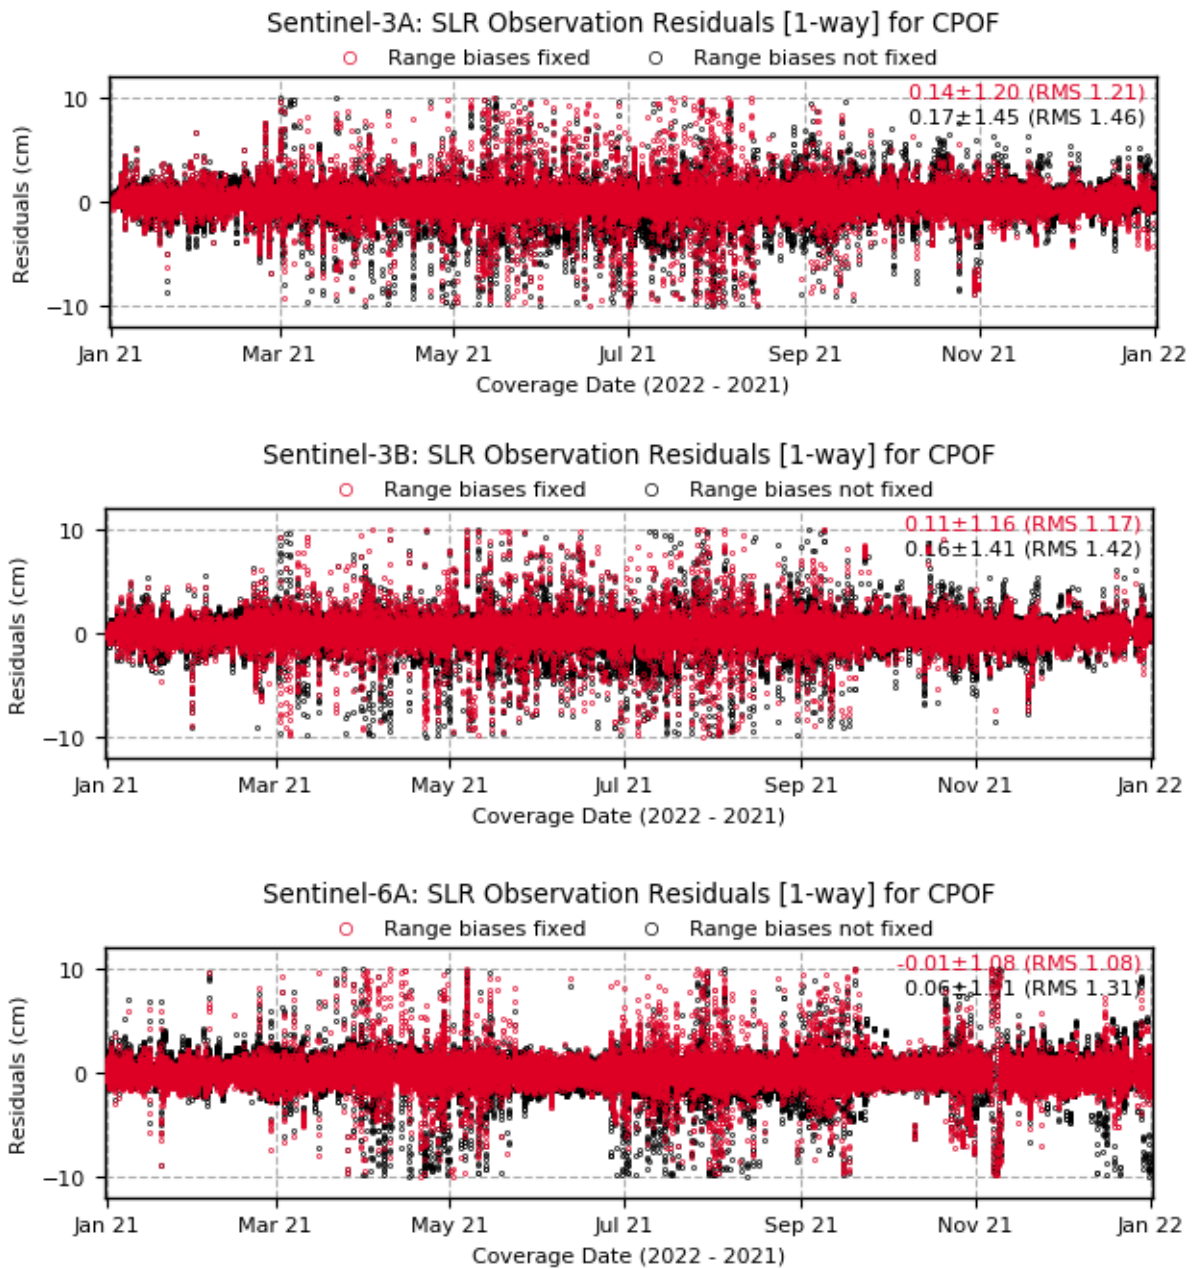 Sentinel-3A: SLR Observation Residuals [1-way] for CPOF
Range biases fixed Range biases not fixed
0.14±1.20 (RMS 1.21)
0.17±1.45 (RMS 1.46)
Residuals (cm)
10
0
−10
Jan 21 Mar 21 May 21 Jul 21 Sep 21 Nov 21 Jan 22
Coverage Date (2022 - 2021)
Sentinel-3B: SLR Observation Residuals [1-way] for CPOF
Range biases fixed Range biases not fixed
0.11±1.16 (RMS 1.17)
0.16±1.41 (RMS 1.42)
Residuals (cm)
10
0
−10
Jan 21 Mar 21 May 21 Jul 21 Sep 21 Nov 21 Jan 22
Coverage Date (2022 - 2021)
Sentinel-6A: SLR Observation Residuals [1-way] for CPOF
Range biases fixed Range biases not fixed
-0.01±1.08 (RMS 1.08)
(RMS 1.31)
Residuals (cm)
10
0
−10
Jan 21 Mar 21 May 21 Jul 21 Sep 21 Nov 21 Jan 22
Coverage Date (2022 - 2021)